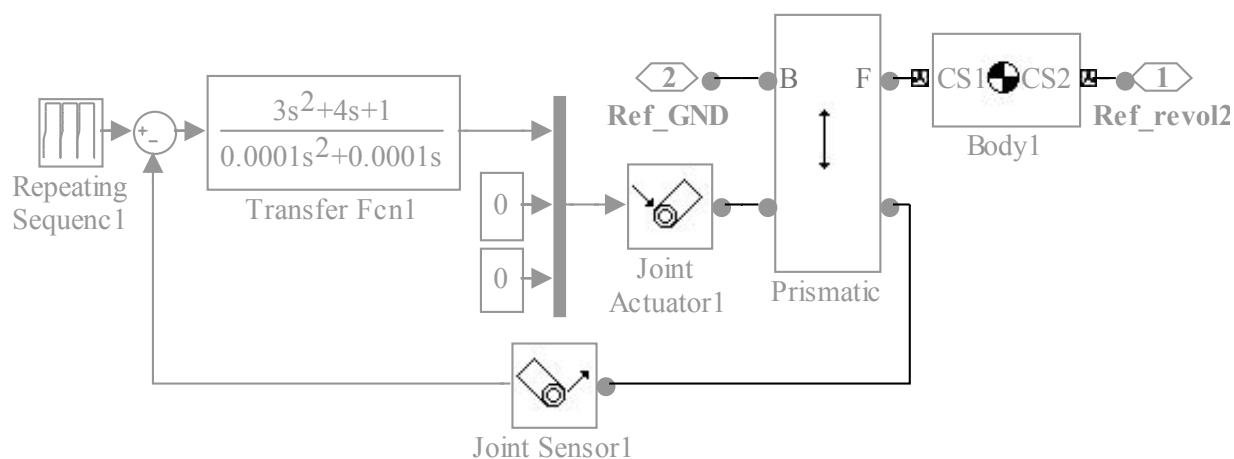 2
Ref_GND
B
F
CS1
CS2
1
Ref_revol2
Body1
Repeating
Sequenc1
+
−
3s²+4s+1
0.0001s²+0.0001s
Transfer Fcn1
0
0
Joint
Actuator1
Prismatic
Joint Sensor1